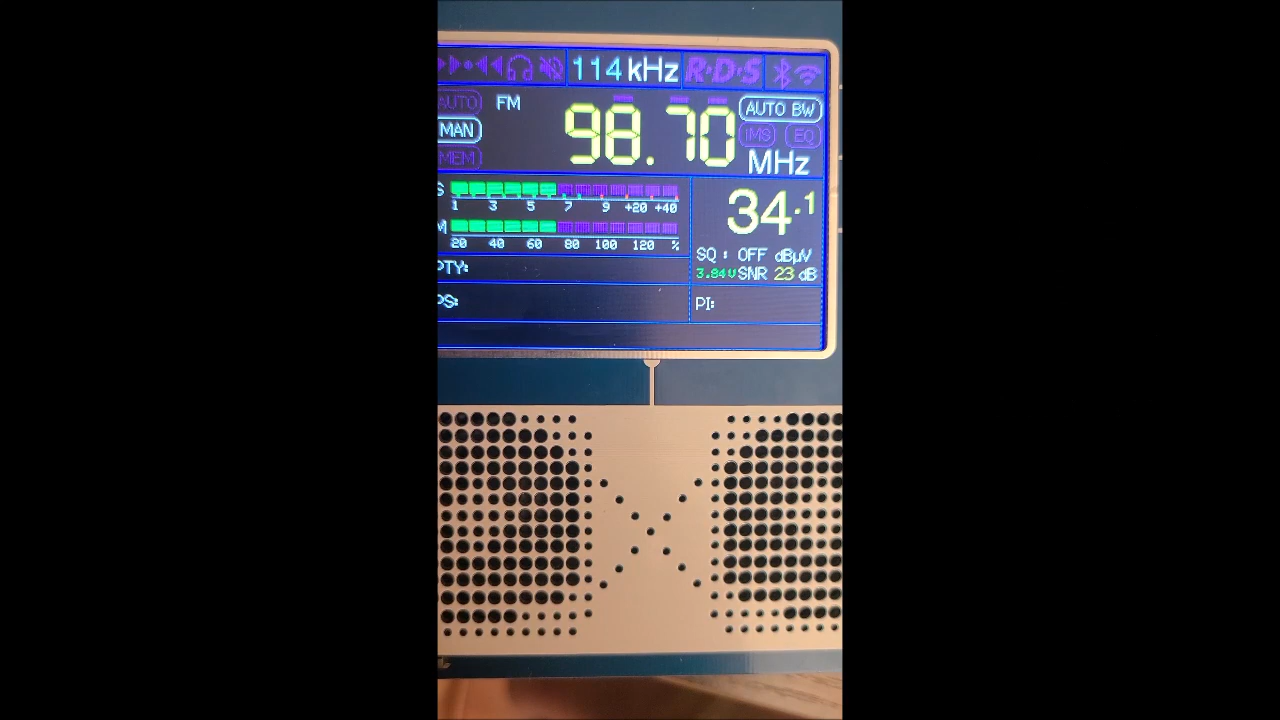 114 kHz R·D·S
AUTO FM 98.70 AUTO BW
MAN iMS EQ
MEM MHz
S
1 3 5 7 9 +20 +40
34.1
M
20 40 60 80 100 120 %
SQ : OFF dBµV
3.94V SNR 23 dB
PTY:
PS: PI: